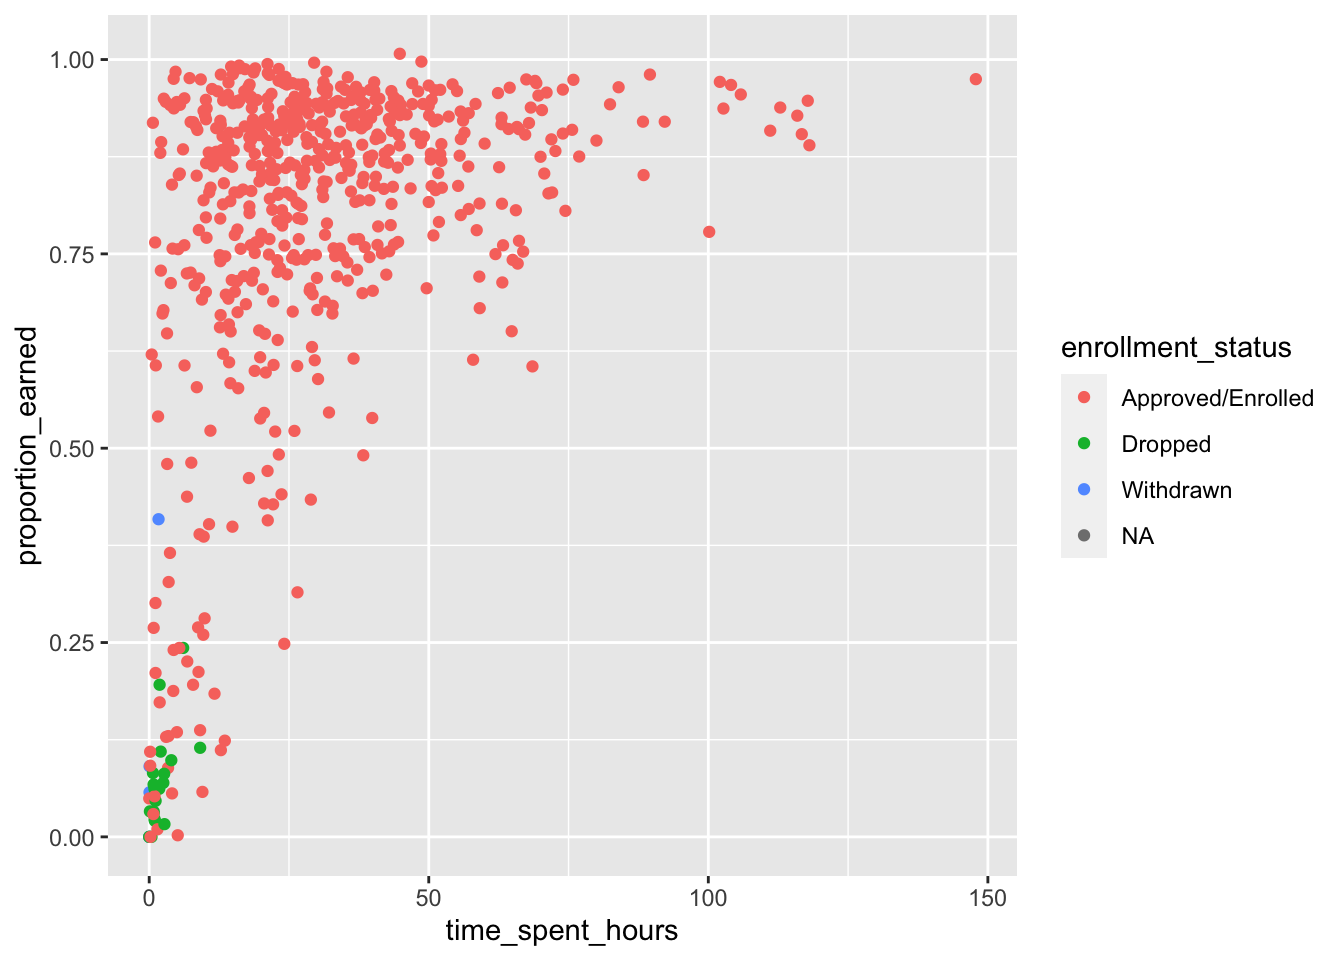 1.00
0.75
0.50
0.25
0.00
proportion_earned
0
50
100
150
time_spent_hours
enrollment_status
Approved/Enrolled
Dropped
Withdrawn
NA